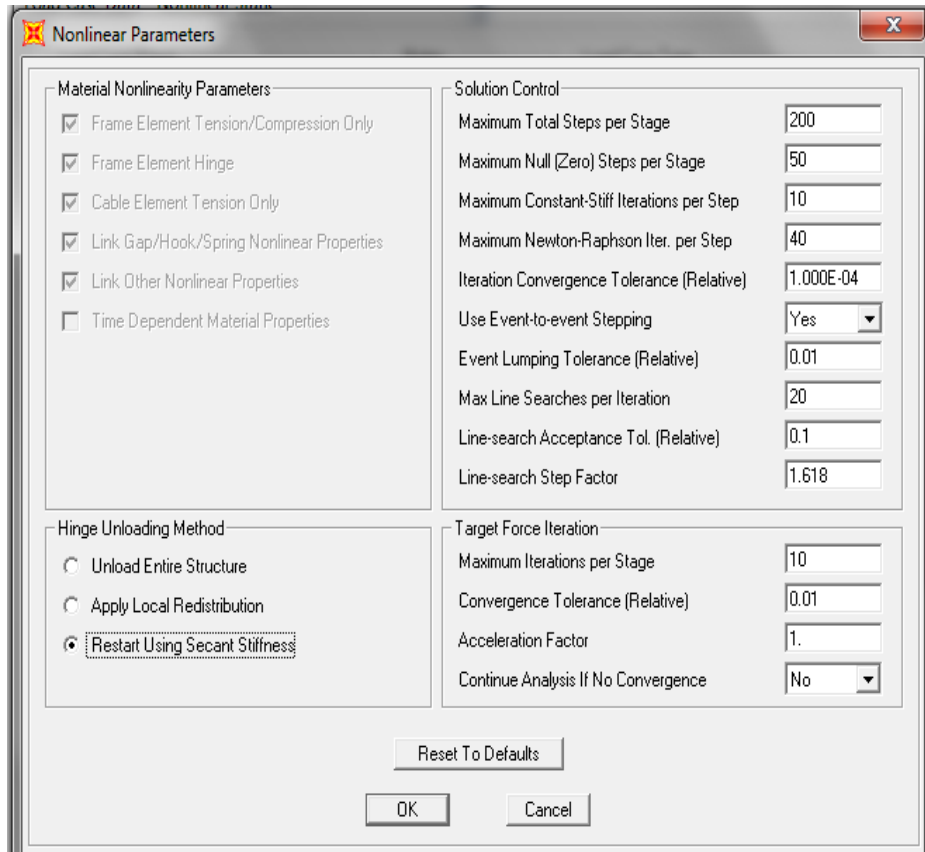 Nonlinear Parameters
X
Material Nonlinearity Parameters
Frame Element Tension/Compression Only
Frame Element Hinge
Cable Element Tension Only
Link Gap/Hook/Spring Nonlinear Properties
Link Other Nonlinear Properties
Time Dependent Material Properties
Solution Control
Maximum Total Steps per Stage 200
Maximum Null (Zero) Steps per Stage 50
Maximum Constant-Stiff Iterations per Step 10
Maximum Newton-Raphson Iter. per Step 40
Iteration Convergence Tolerance (Relative) 1.000E-04
Use Event-to-event Stepping Yes
Event Lumping Tolerance (Relative) 0.01
Max Line Searches per Iteration 20
Line-search Acceptance Tol. (Relative) 0.1
Line-search Step Factor 1.618
Hinge Unloading Method
Unload Entire Structure
Apply Local Redistribution
Restart Using Secant Stiffness
Target Force Iteration
Maximum Iterations per Stage 10
Convergence Tolerance (Relative) 0.01
Acceleration Factor 1.
Continue Analysis If No Convergence No
Reset To Defaults
OK Cancel